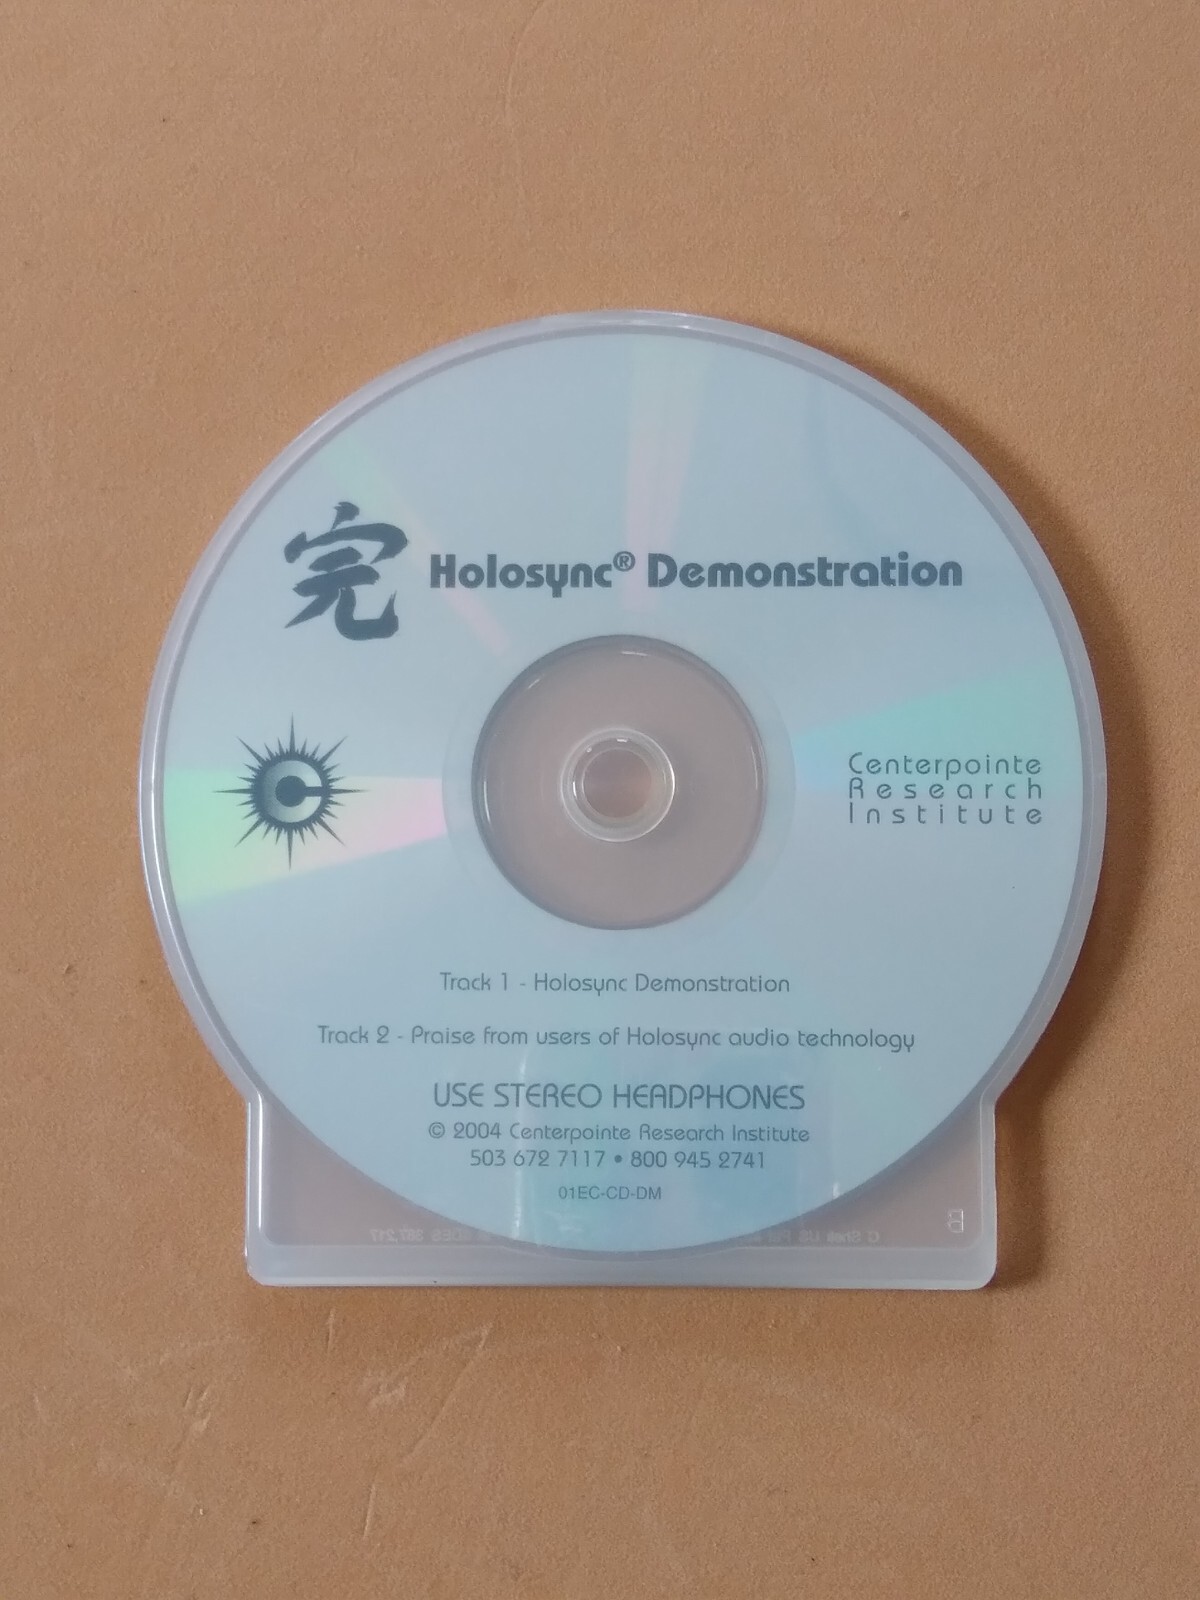 完 Holosync® Demonstration
C
Centerpointe
Research
Institute
Track 1 - Holosync Demonstration
Track 2 - Praise from users of Holosync audio technology
USE STEREO HEADPHONES
© 2004 Centerpointe Research Institute
503 672 7117 • 800 945 2741
01EC-CD-DM